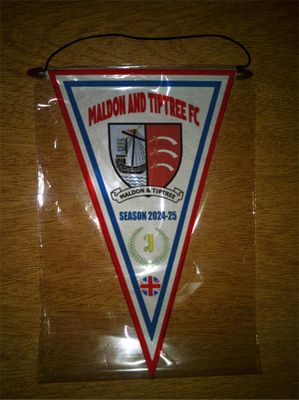 MALDON AND TIPTREE FC
MALDON & TIPTREE
SEASON 2024-25